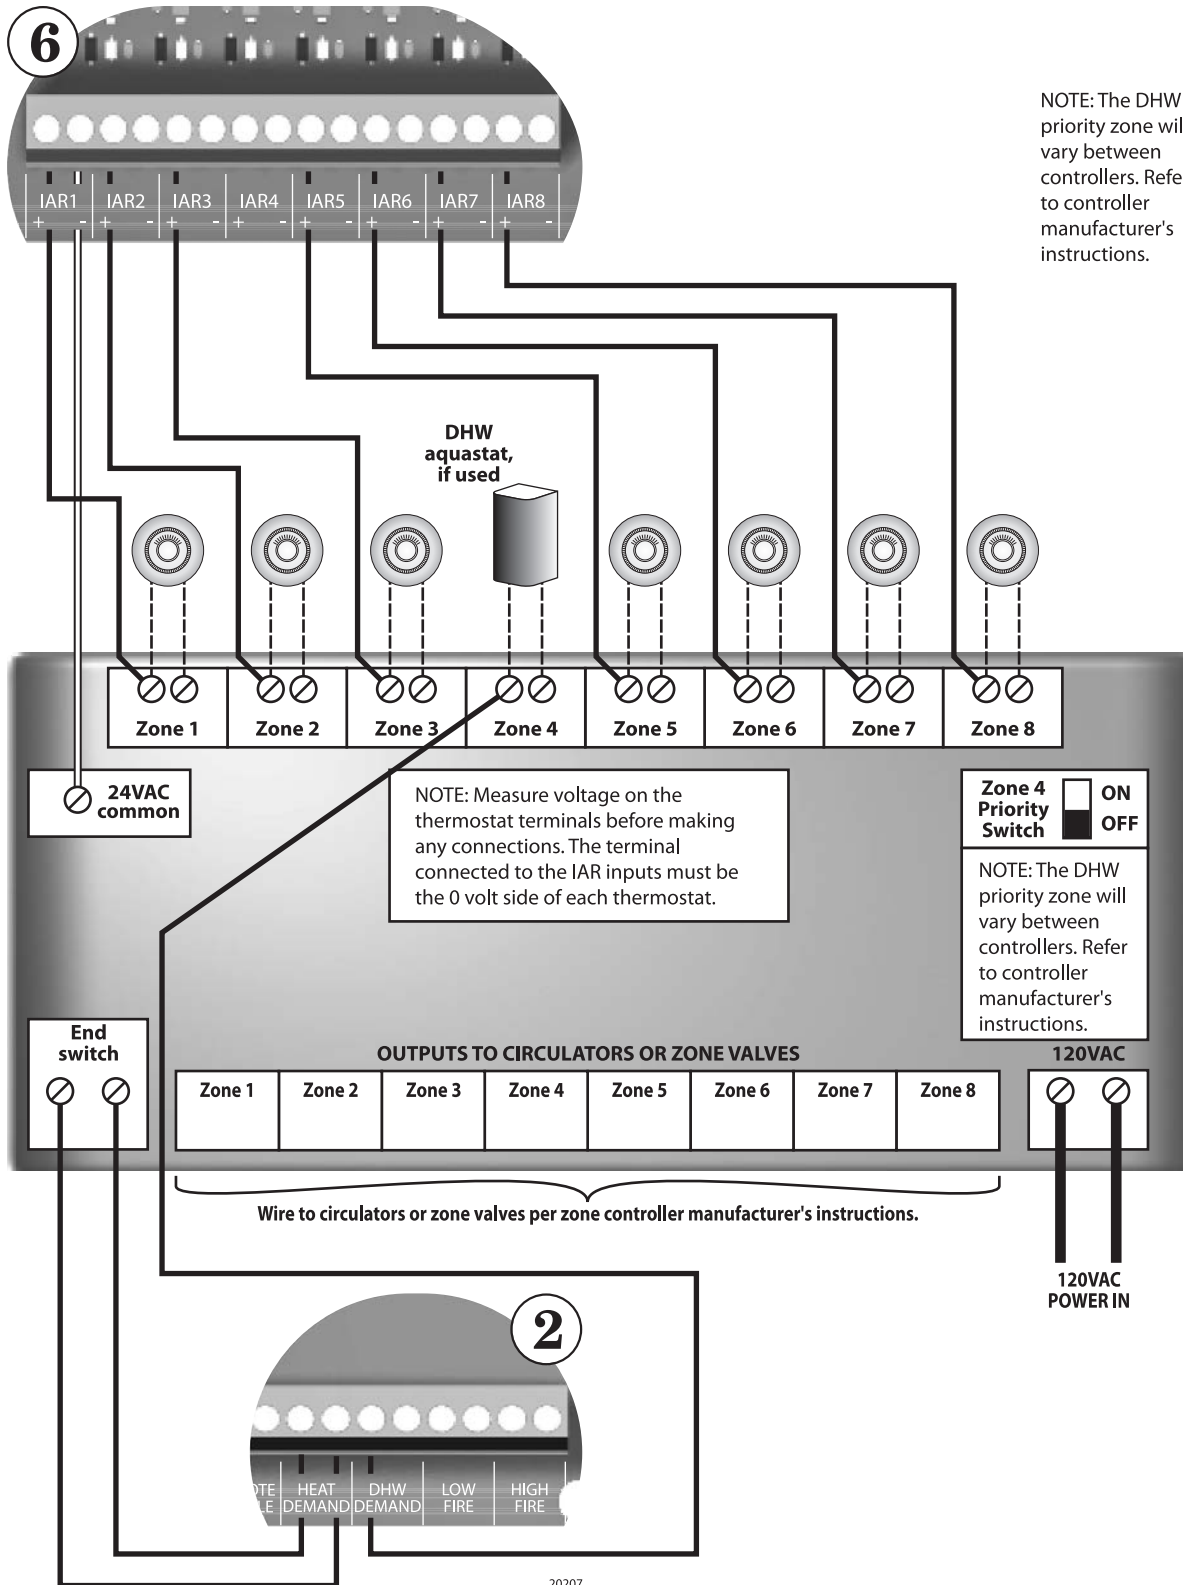 6
NOTE: The DHW
priority zone wil
vary between
controllers. Refe
to controller
manufacturer's
instructions.
IAR1 IAR2 IAR3 IAR4 IAR5 IAR6 IAR7 IAR8
+ - + - + - + - + - + - + - + -
DHW
aquastat,
if used
Zone 1 Zone 2 Zone 3 Zone 4 Zone 5 Zone 6 Zone 7 Zone 8
24VAC
common
NOTE: Measure voltage on the
thermostat terminals before making
any connections. The terminal
connected to the IAR inputs must be
the 0 volt side of each thermostat.
Zone 4
Priority
Switch
ON
OFF
NOTE: The DHW
priority zone will
vary between
controllers. Refer
to controller
manufacturer's
instructions.
End
switch
OUTPUTS TO CIRCULATORS OR ZONE VALVES
120VAC
Zone 1 Zone 2 Zone 3 Zone 4 Zone 5 Zone 6 Zone 7 Zone 8
Wire to circulators or zone valves per zone controller manufacturer's instructions.
120VAC
POWER IN
2
OTE HEAT DHW LOW HIGH
LE DEMAND DEMAND FIRE FIRE
20207